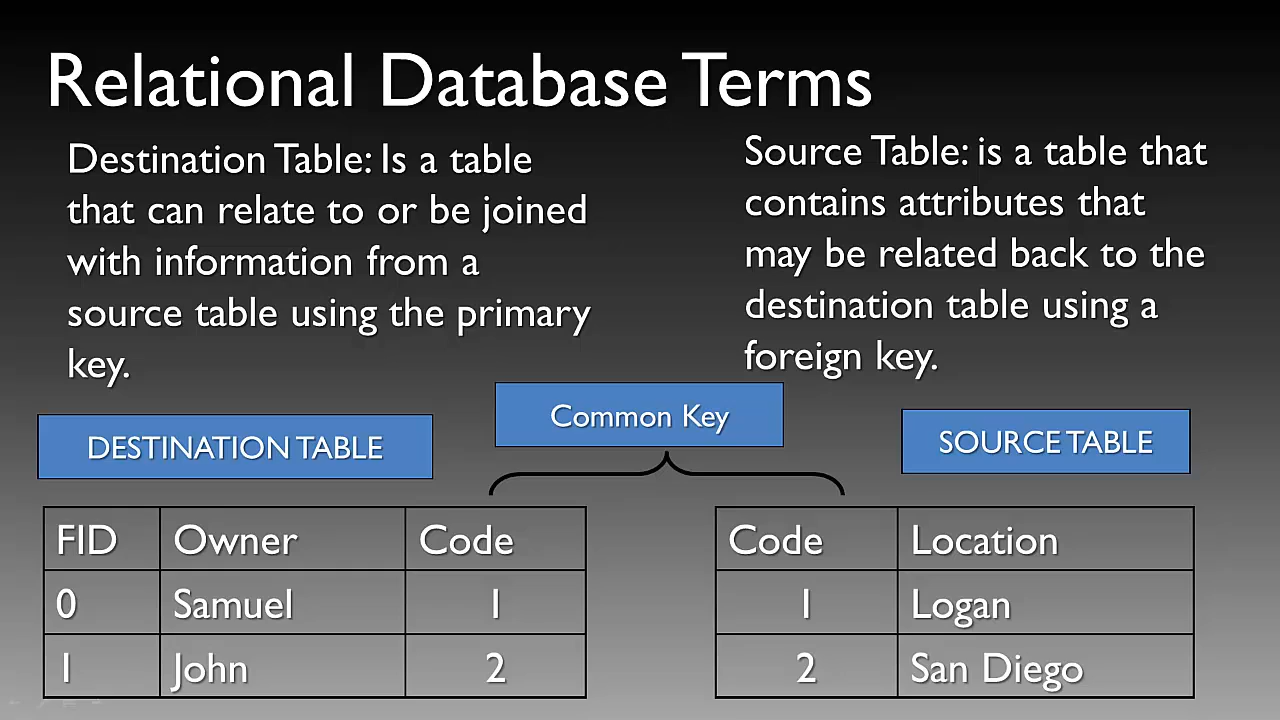 Relational Database Terms
Destination Table: Is a table
that can relate to or be joined
with information from a
source table using the primary
key.
Source Table: is a table that
contains attributes that
may be related back to the
destination table using a
foreign key.
DESTINATION TABLE
Common Key
SOURCE TABLE
FID Owner Code
0 Samuel 1
1 John 2
Code Location
1 Logan
2 San Diego